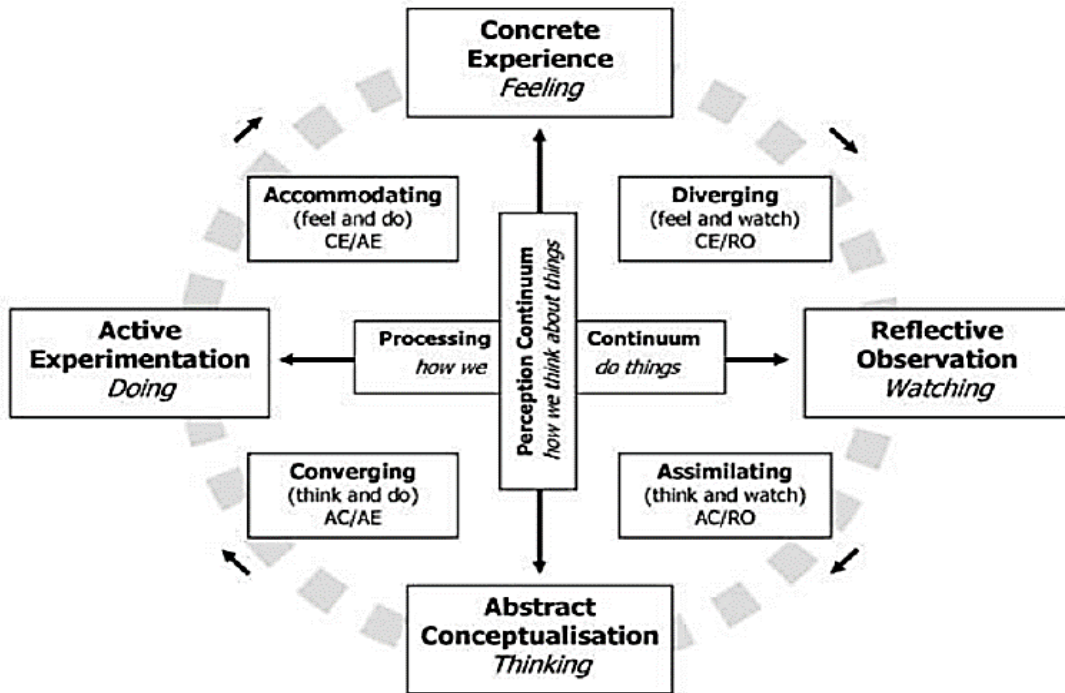 Concrete
Experience
Feeling
Accommodating
(feel and do)
CE/AE
Diverging
(feel and watch)
CE/RO
Active
Experimentation
Doing
Processing
how we
Perception Continuum
how we think about things
Continuum
do things
Reflective
Observation
Watching
Converging
(think and do)
AC/AE
Assimilating
(think and watch)
AC/RO
Abstract
Conceptualisation
Thinking